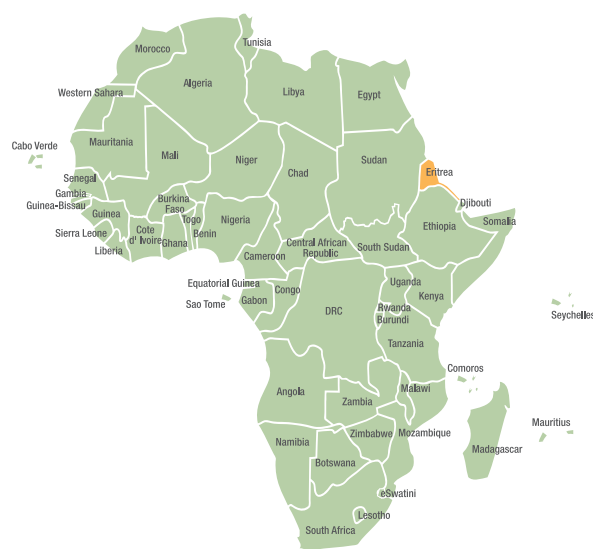 Tunisia
Morocco
Algeria
Libya
Egypt
Western Sahara
Mauritania
Cabo Verde
Mali
Niger
Chad
Sudan
Eritrea
Senegal
Gambia
Guinea-Bissau
Guinea
Burkina
Faso
Togo
Benin
Nigeria
Djibouti
Somalia
Ethiopia
Sierra Leone
Liberia
Cote
d' Ivoire
Ghana
Cameroon
Central African
Republic
South Sudan
Equatorial Guinea
Sao Tome
Gabon
Congo
DRC
Uganda
Kenya
Rwanda
Burundi
Tanzania
Seychelles
Comoros
Angola
Zambia
Malawi
Mozambique
Zimbabwe
Namibia
Botswana
Madagascar
Mauritius
eSwatini
Lesotho
South Africa